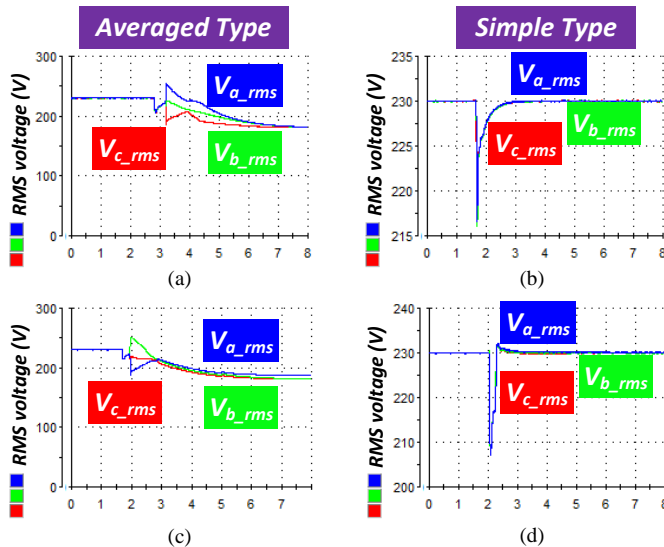 Averaged Type
Simple Type
RMS voltage (V)
300
200
100
0
V_a_rms
V_c_rms
V_b_rms
0 1 2 3 4 5 6 7 8
(a)
RMS voltage (V)
235
230
225
220
215
V_a_rms
V_b_rms
V_c_rms
0 1 2 3 4 5 6 7 8
(b)
RMS voltage (V)
300
200
100
0
V_a_rms
V_c_rms
V_b_rms
0 1 2 3 4 5 6 7
(c)
RMS voltage (V)
240
230
220
210
200
V_a_rms
V_b_rms
V_c_rms
0 1 2 3 4 5 6 7 8
(d)